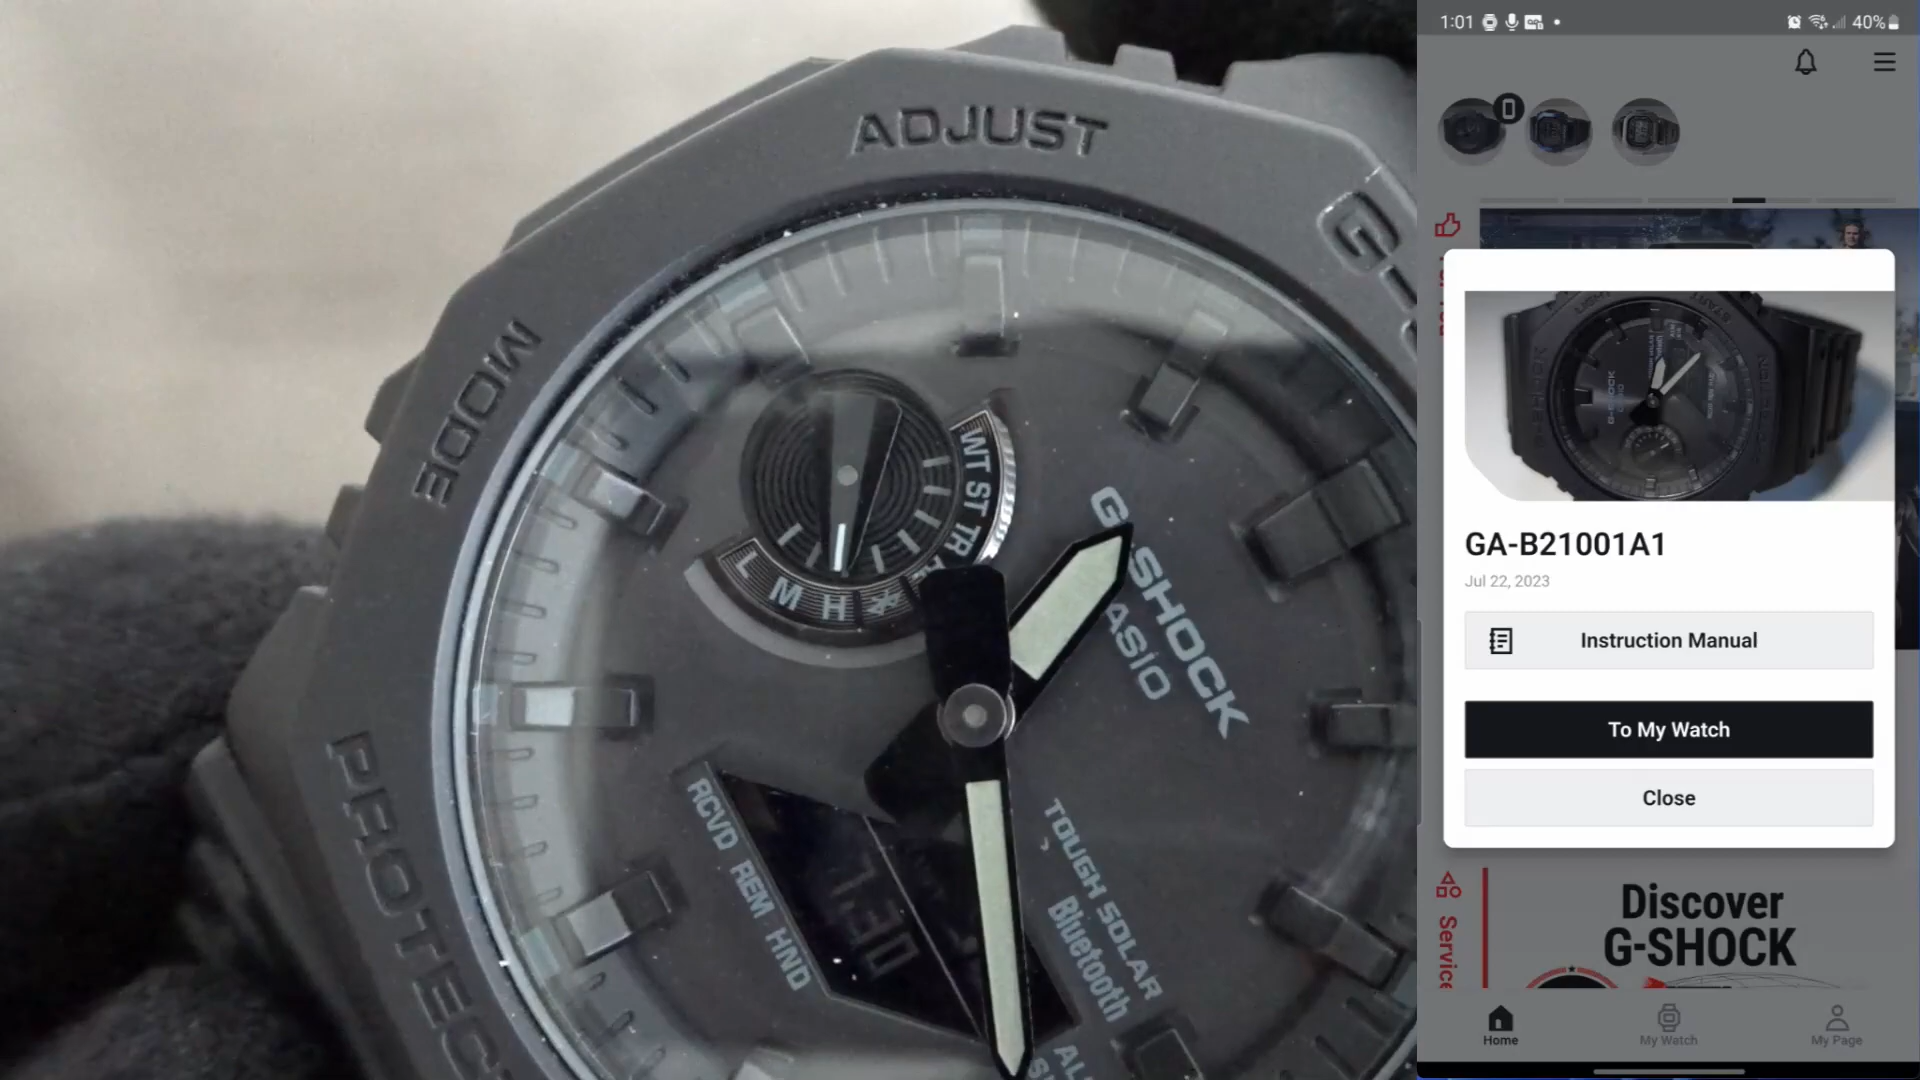 ADJUST
G-
MODE
PROTEC
WT ST TR
L M H
G-SHOCK
CASIO
RCVD REM HND
TOUGH SOLAR
Bluetooth
AL
1:01
40%
GA-B21001A1
Jul 22, 2023
Instruction Manual
To My Watch
Close
Service
Discover
G-SHOCK
Home
My Watch
My Page